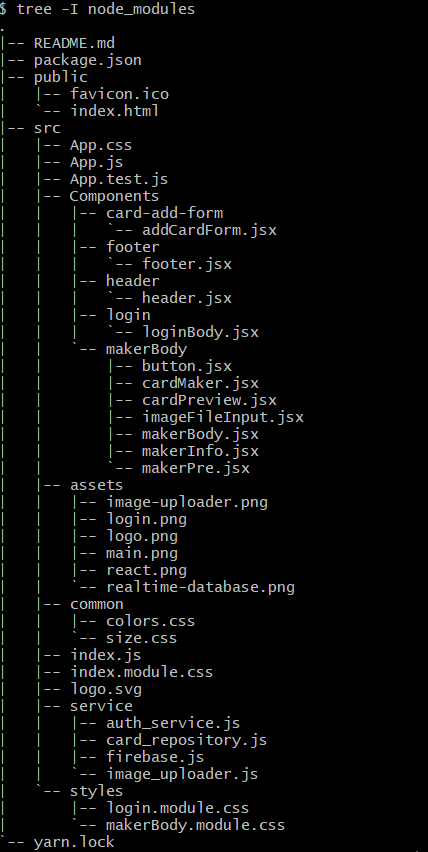 $ tree -I node_modules
.
|-- README.md
|-- package.json
|-- public
|   |-- favicon.ico
|   `-- index.html
|-- src
|   |-- App.css
|   |-- App.js
|   |-- App.test.js
|   |-- Components
|   |   |-- card-add-form
|   |   |   `-- addCardForm.jsx
|   |   |-- footer
|   |   |   `-- footer.jsx
|   |   |-- header
|   |   |   `-- header.jsx
|   |   |-- login
|   |   |   `-- loginBody.jsx
|   |   `-- makerBody
|   |       |-- button.jsx
|   |       |-- cardMaker.jsx
|   |       |-- cardPreview.jsx
|   |       |-- imageFileInput.jsx
|   |       |-- makerBody.jsx
|   |       |-- makerInfo.jsx
|   |       `-- makerPre.jsx
|   |-- assets
|   |   |-- image-uploader.png
|   |   |-- login.png
|   |   |-- logo.png
|   |   |-- main.png
|   |   |-- react.png
|   |   `-- realtime-database.png
|   |-- common
|   |   |-- colors.css
|   |   `-- size.css
|   |-- index.js
|   |-- index.module.css
|   |-- logo.svg
|   |-- service
|   |   |-- auth_service.js
|   |   |-- card_repository.js
|   |   |-- firebase.js
|   |   `-- image_uploader.js
|   `-- styles
|       |-- login.module.css
|       `-- makerBody.module.css
`-- yarn.lock